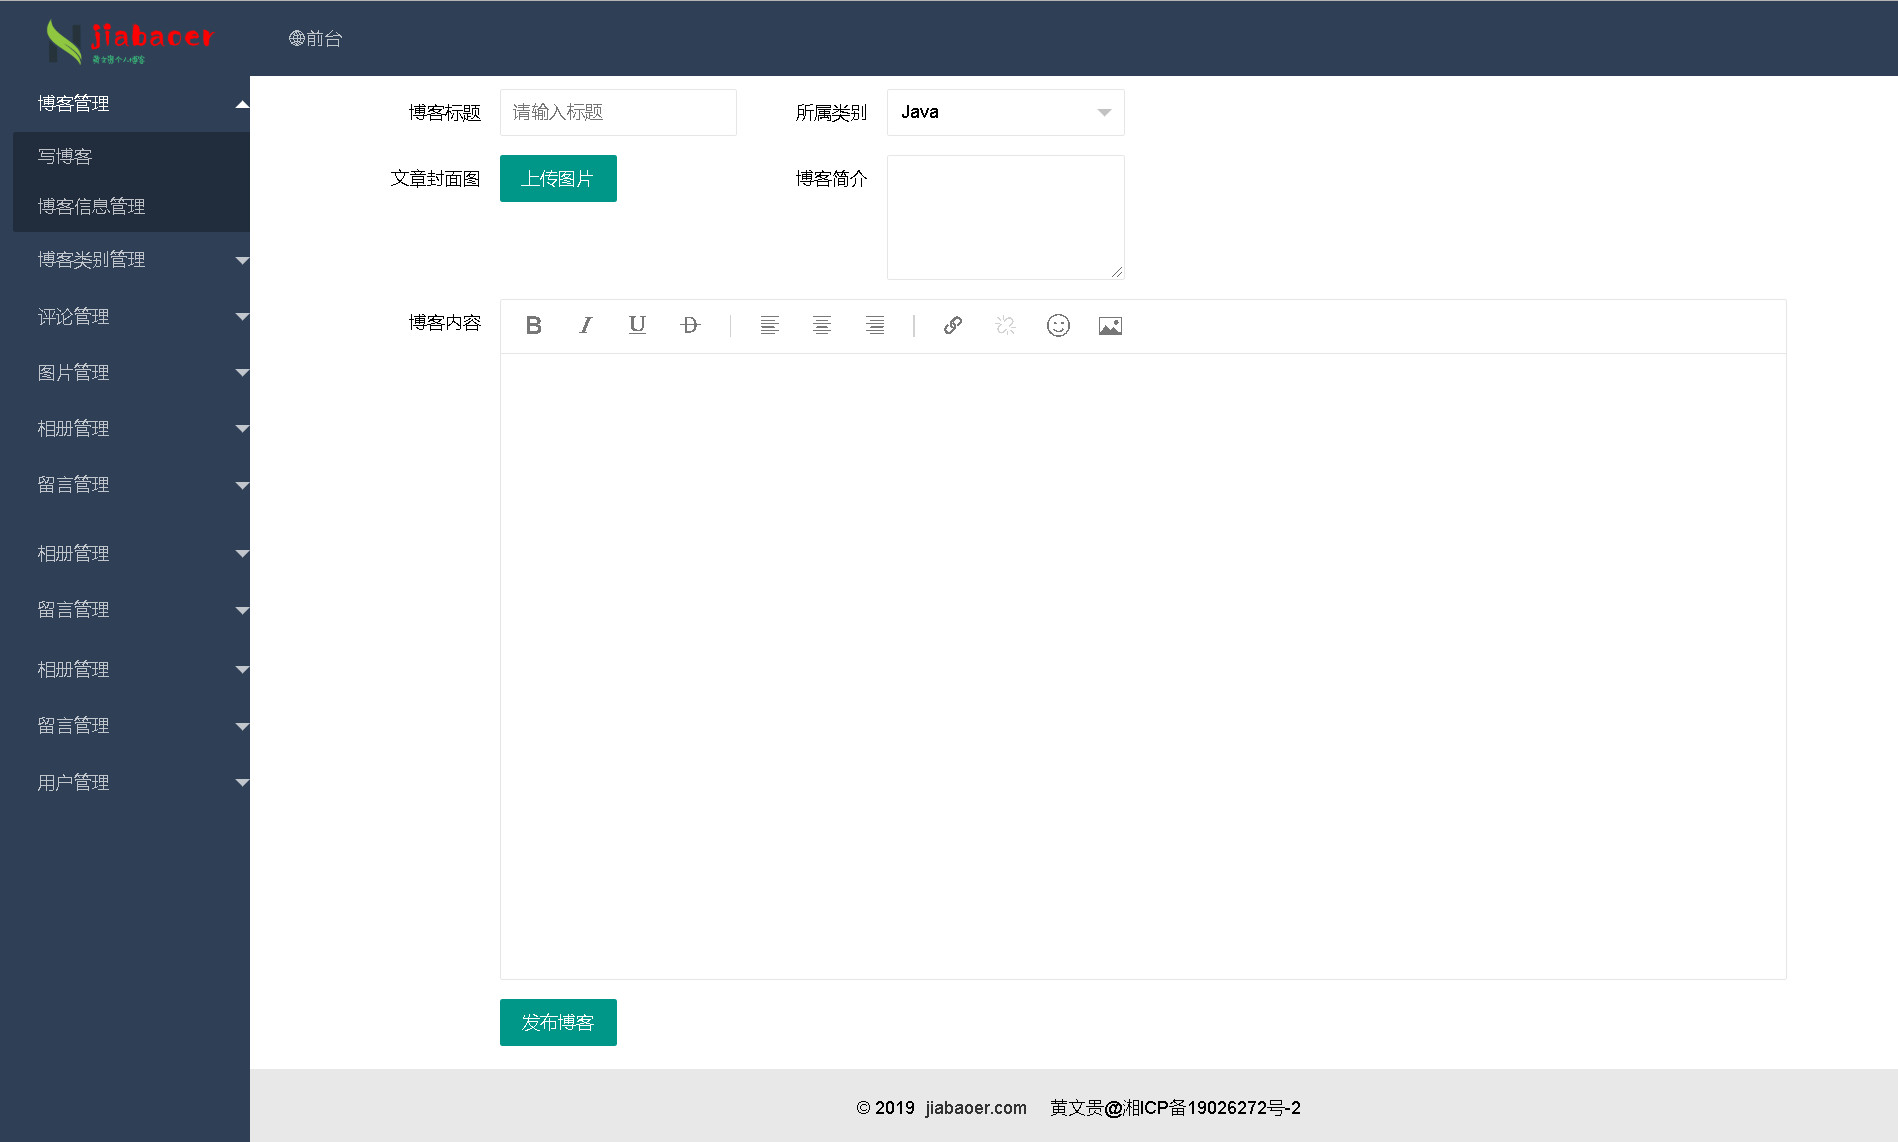 jiabaoer
前台
博客管理
写博客
博客信息管理
博客类别管理
评论管理
图片管理
相册管理
留言管理
相册管理
留言管理
相册管理
留言管理
用户管理
博客标题 请输入标题 所属类别 Java
文章封面图 上传图片 博客简介
博客内容 B I U D
发布博客
© 2019 jiabaoer.com 黄文贵@湘ICP备19026272号-2